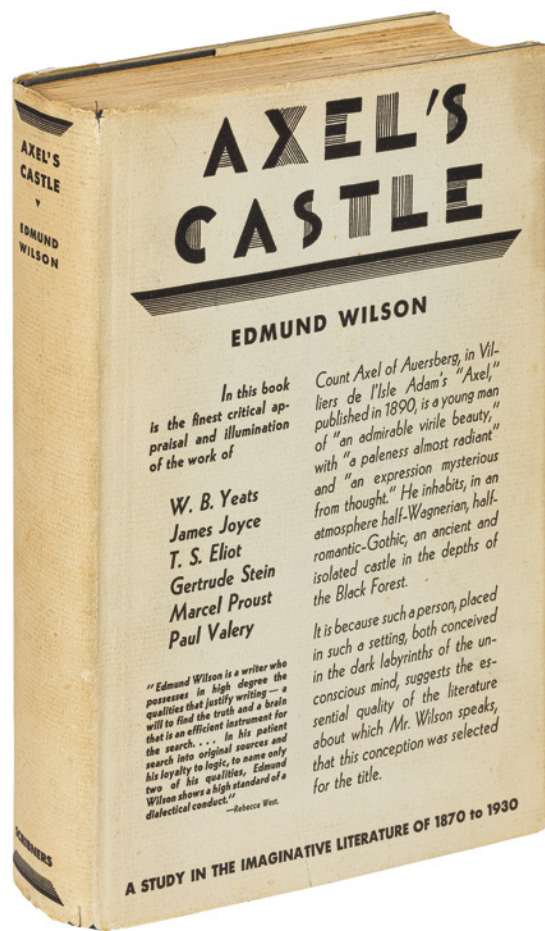 AXEL'S
CASTLE
EDMUND
WILSON
SCRIBNERS
AXEL'S
CASTLE
EDMUND WILSON
In this book
is the finest critical ap-
praisal and illumination
of the work of
W. B. Yeats
James Joyce
T. S. Eliot
Gertrude Stein
Marcel Proust
Paul Valery
"Edmund Wilson is a writer who
possesses in high degree the
qualities that justify writing — a
will to find the truth and a brain
that is an efficient instrument for
the search. . . . In his patient
search into original sources and
his loyalty to logic, to name only
two of his qualities, Edmund
Wilson shows a high standard of a
dialectical conduct."
—Rebecca West.
Count Axel of Auersberg, in Vil-
liers de l'Isle Adam's "Axel,"
published in 1890, is a young man
of "an admirable virile beauty,"
with "a paleness almost radiant"
and "an expression mysterious
from thought." He inhabits, in an
atmosphere half-Wagnerian, half-
romantic-Gothic, an ancient and
isolated castle in the depths of
the Black Forest.
It is because such a person, placed
in such a setting, both conceived
in the dark labyrinths of the un-
conscious mind, suggests the es-
sential quality of the literature
about which Mr. Wilson speaks,
that this conception was selected
for the title.
A STUDY IN THE IMAGINATIVE LITERATURE OF 1870 to 1930